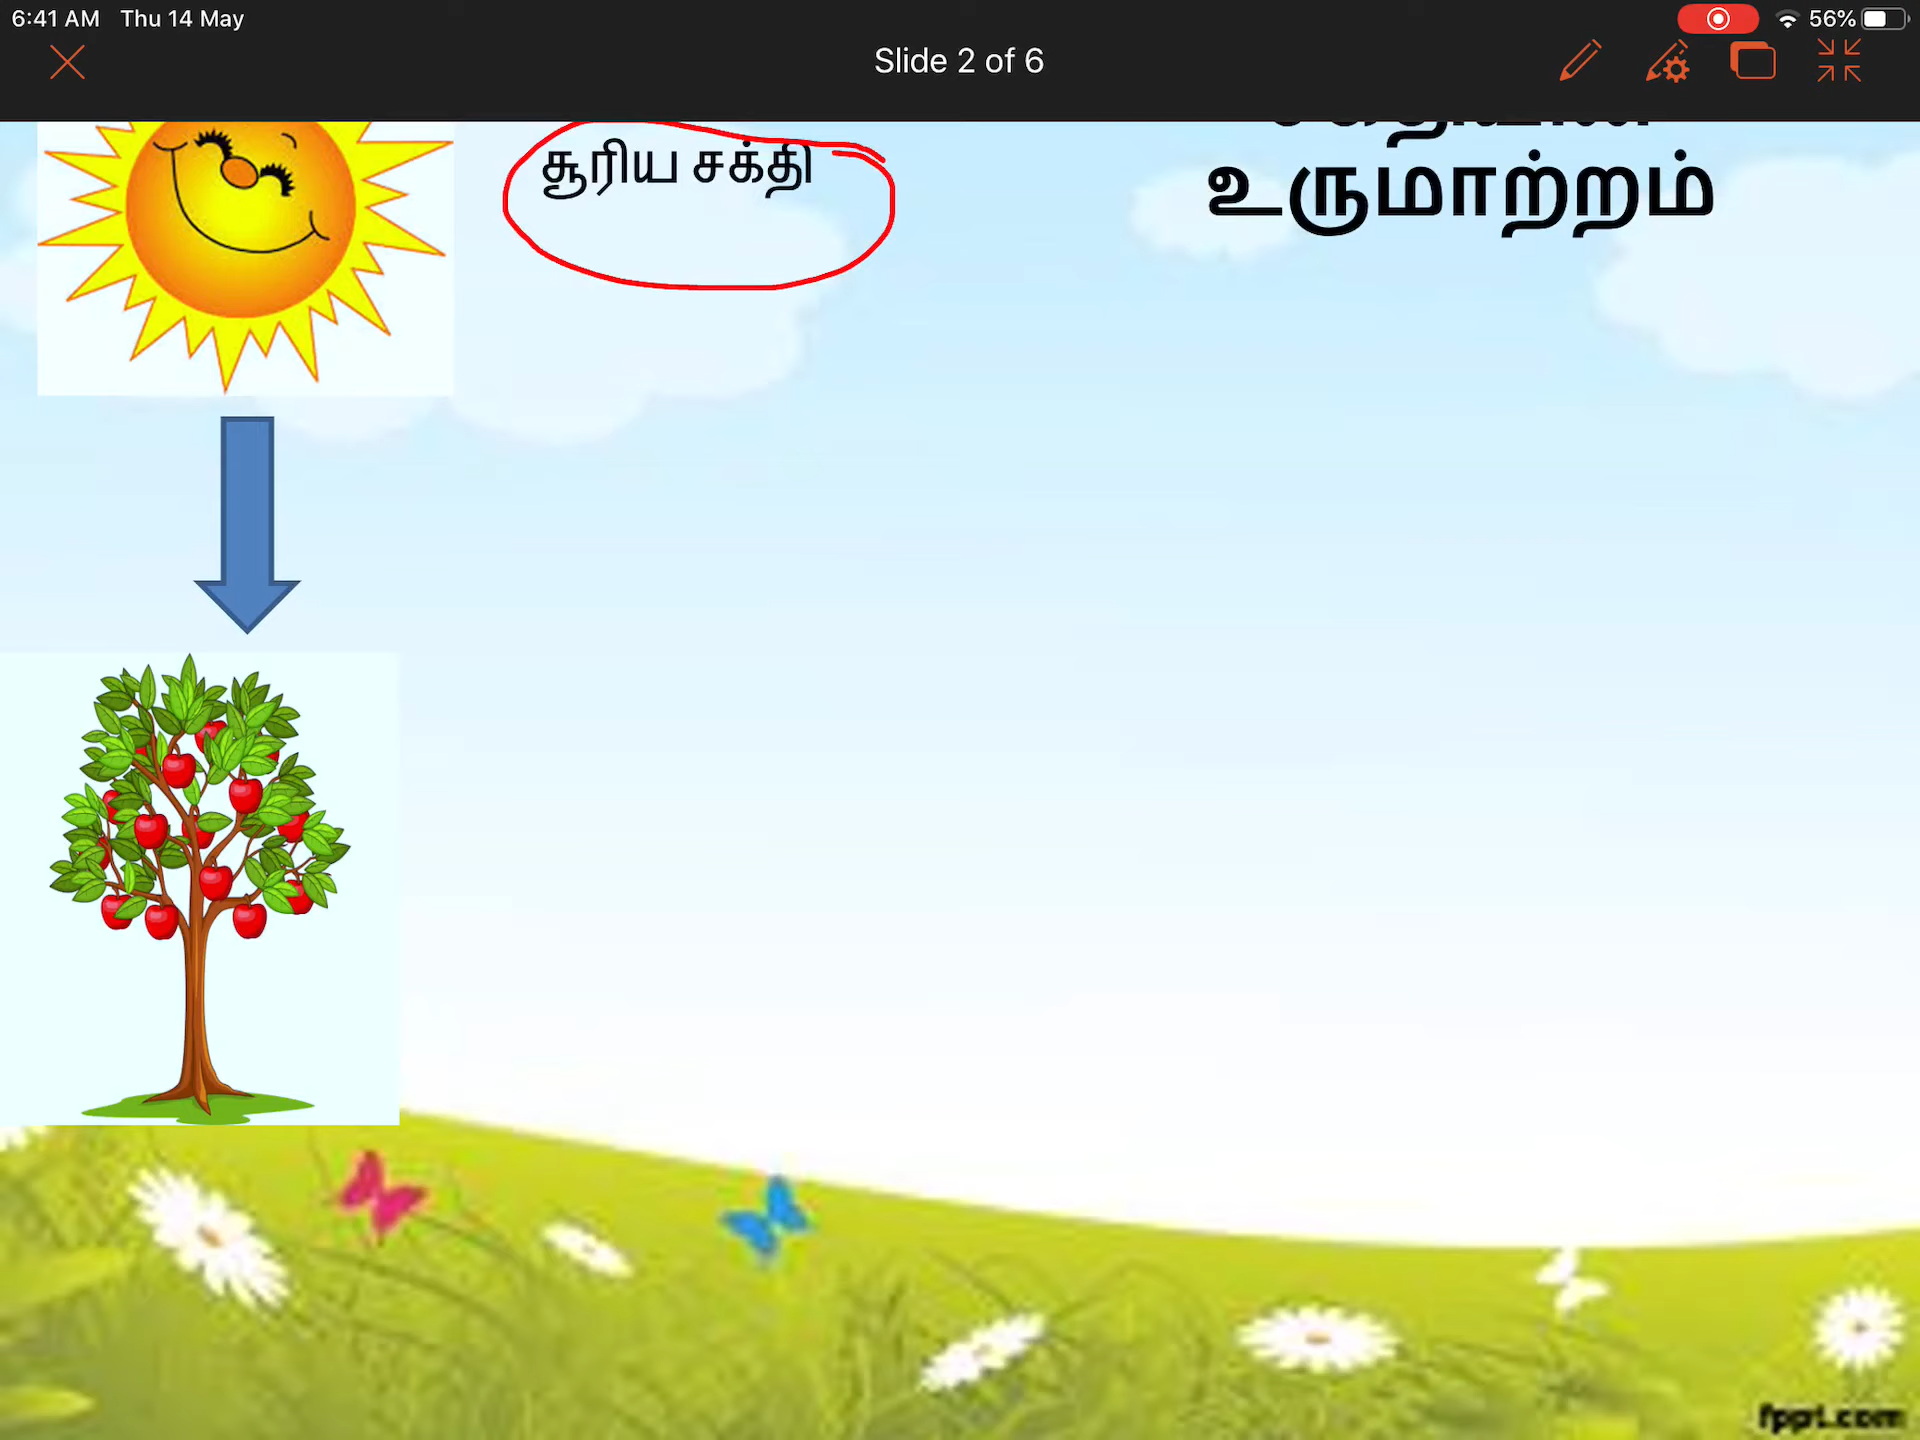 6:41 AM Thu 14 May
56%
Slide 2 of 6
சூரிய சக்தி
உருமாற்றம்
fppt.com